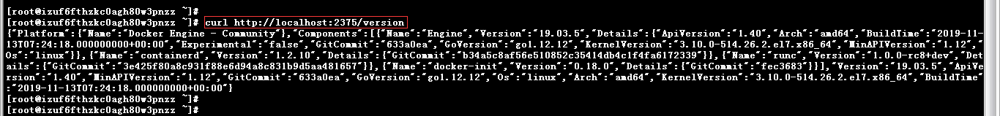 [root@izuf6fthzkc0agh80w3pnzz ~]#
[root@izuf6fthzkc0agh80w3pnzz ~]# curl http://localhost:2375/version
{"Platform":{"Name":"Docker Engine - Community"},"Components":[{"Name":"Engine","Version":"19.03.5","Details":{"ApiVersion":"1.40","Arch":"amd64","BuildTime":"2019-11-
13T07:24:18.000000000+00:00","Experimental":"false","GitCommit":"633a0ea","GoVersion":"go1.12.12","KernelVersion":"3.10.0-514.26.2.el7.x86_64","MinAPIVersion":"1.12","
Os":"linux"}},{"Name":"containerd","Version":"1.2.10","Details":{"GitCommit":"b34a5c8af56e510852c35414db4c1f4fa6172339"}},{"Name":"runc","Version":"1.0.0-rc8+dev","Det
ails":{"GitCommit":"3e425f80a8c931f88e6d94a8c831b9d5aa481657"}},{"Name":"docker-init","Version":"0.18.0","Details":{"GitCommit":"fec3683"}}],"Version":"19.03.5","ApiVe
rsion":"1.40","MinAPIVersion":"1.12","GitCommit":"633a0ea","GoVersion":"go1.12.12","Os":"linux","Arch":"amd64","KernelVersion":"3.10.0-514.26.2.el7.x86_64","BuildTime"
:"2019-11-13T07:24:18.000000000+00:00"}
[root@izuf6fthzkc0agh80w3pnzz ~]#
[root@izuf6fthzkc0agh80w3pnzz ~]#